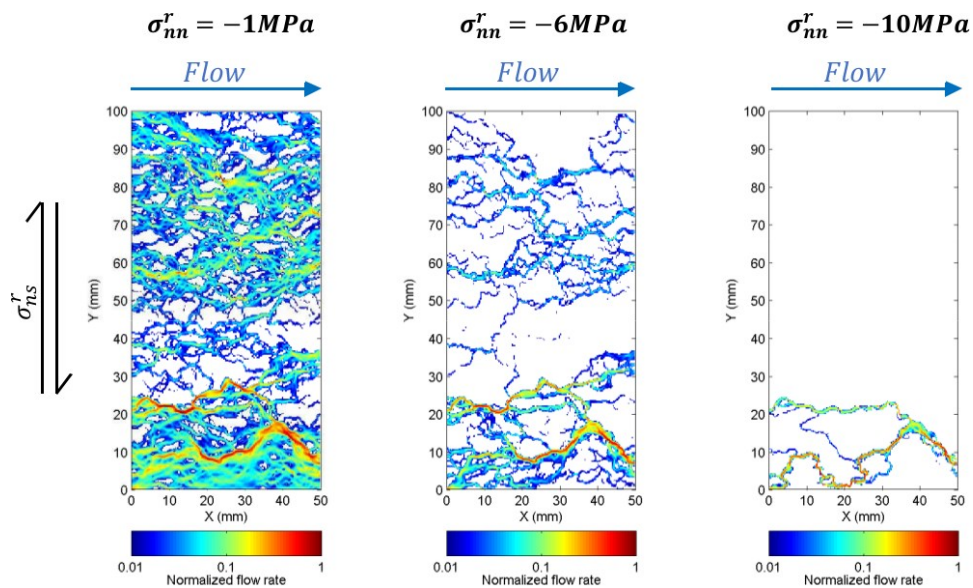 σʳₙₙ = −1MPa
σʳₙₙ = −6MPa
σʳₙₙ = −10MPa
Flow
Flow
Flow
σʳₙₛ
100
90
80
70
60
50
40
30
20
10
0
Y (mm)
0 10 20 30 40 50
X (mm)
0.01 0.1 1
Normalized flow rate
100
90
80
70
60
50
40
30
20
10
0
Y (mm)
0 10 20 30 40 50
X (mm)
0.01 0.1 1
Normalized flow rate
100
90
80
70
60
50
40
30
20
10
0
Y (mm)
0 10 20 30 40 50
X (mm)
0.01 0.1 1
Normalized flow rate